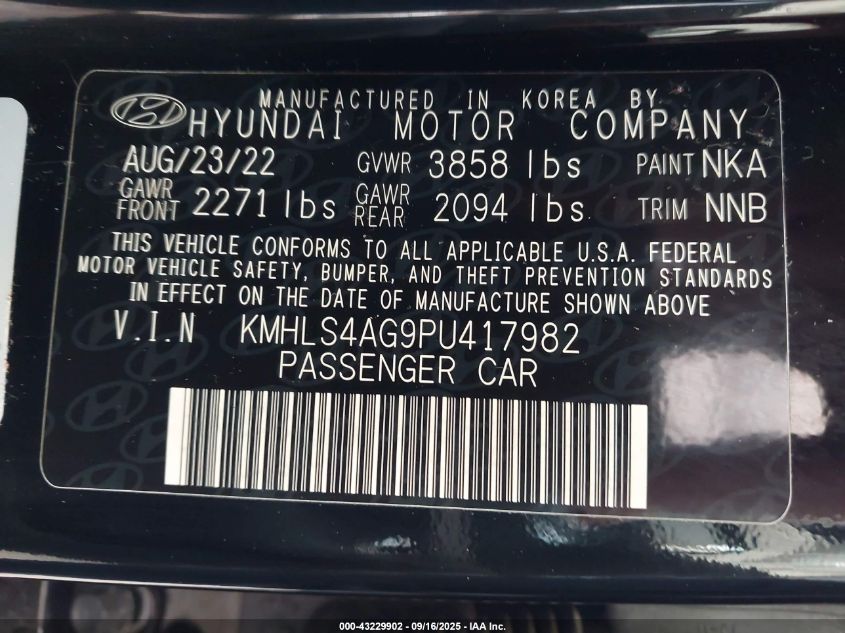 MANUFACTURED IN KOREA BY
HYUNDAI MOTOR COMPANY
AUG/23/22 GVWR 3858 lbs PAINT NKA
GAWR FRONT 2271 lbs GAWR REAR 2094 lbs TRIM NNB
THIS VEHICLE CONFORMS TO ALL APPLICABLE U.S.A. FEDERAL
MOTOR VEHICLE SAFETY, BUMPER, AND THEFT PREVENTION STANDARDS
IN EFFECT ON THE DATE OF MANUFACTURE SHOWN ABOVE
V.I.N KMHLS4AG9PU417982
PASSENGER CAR
000-43229902 - 09/16/2025 - IAA Inc.